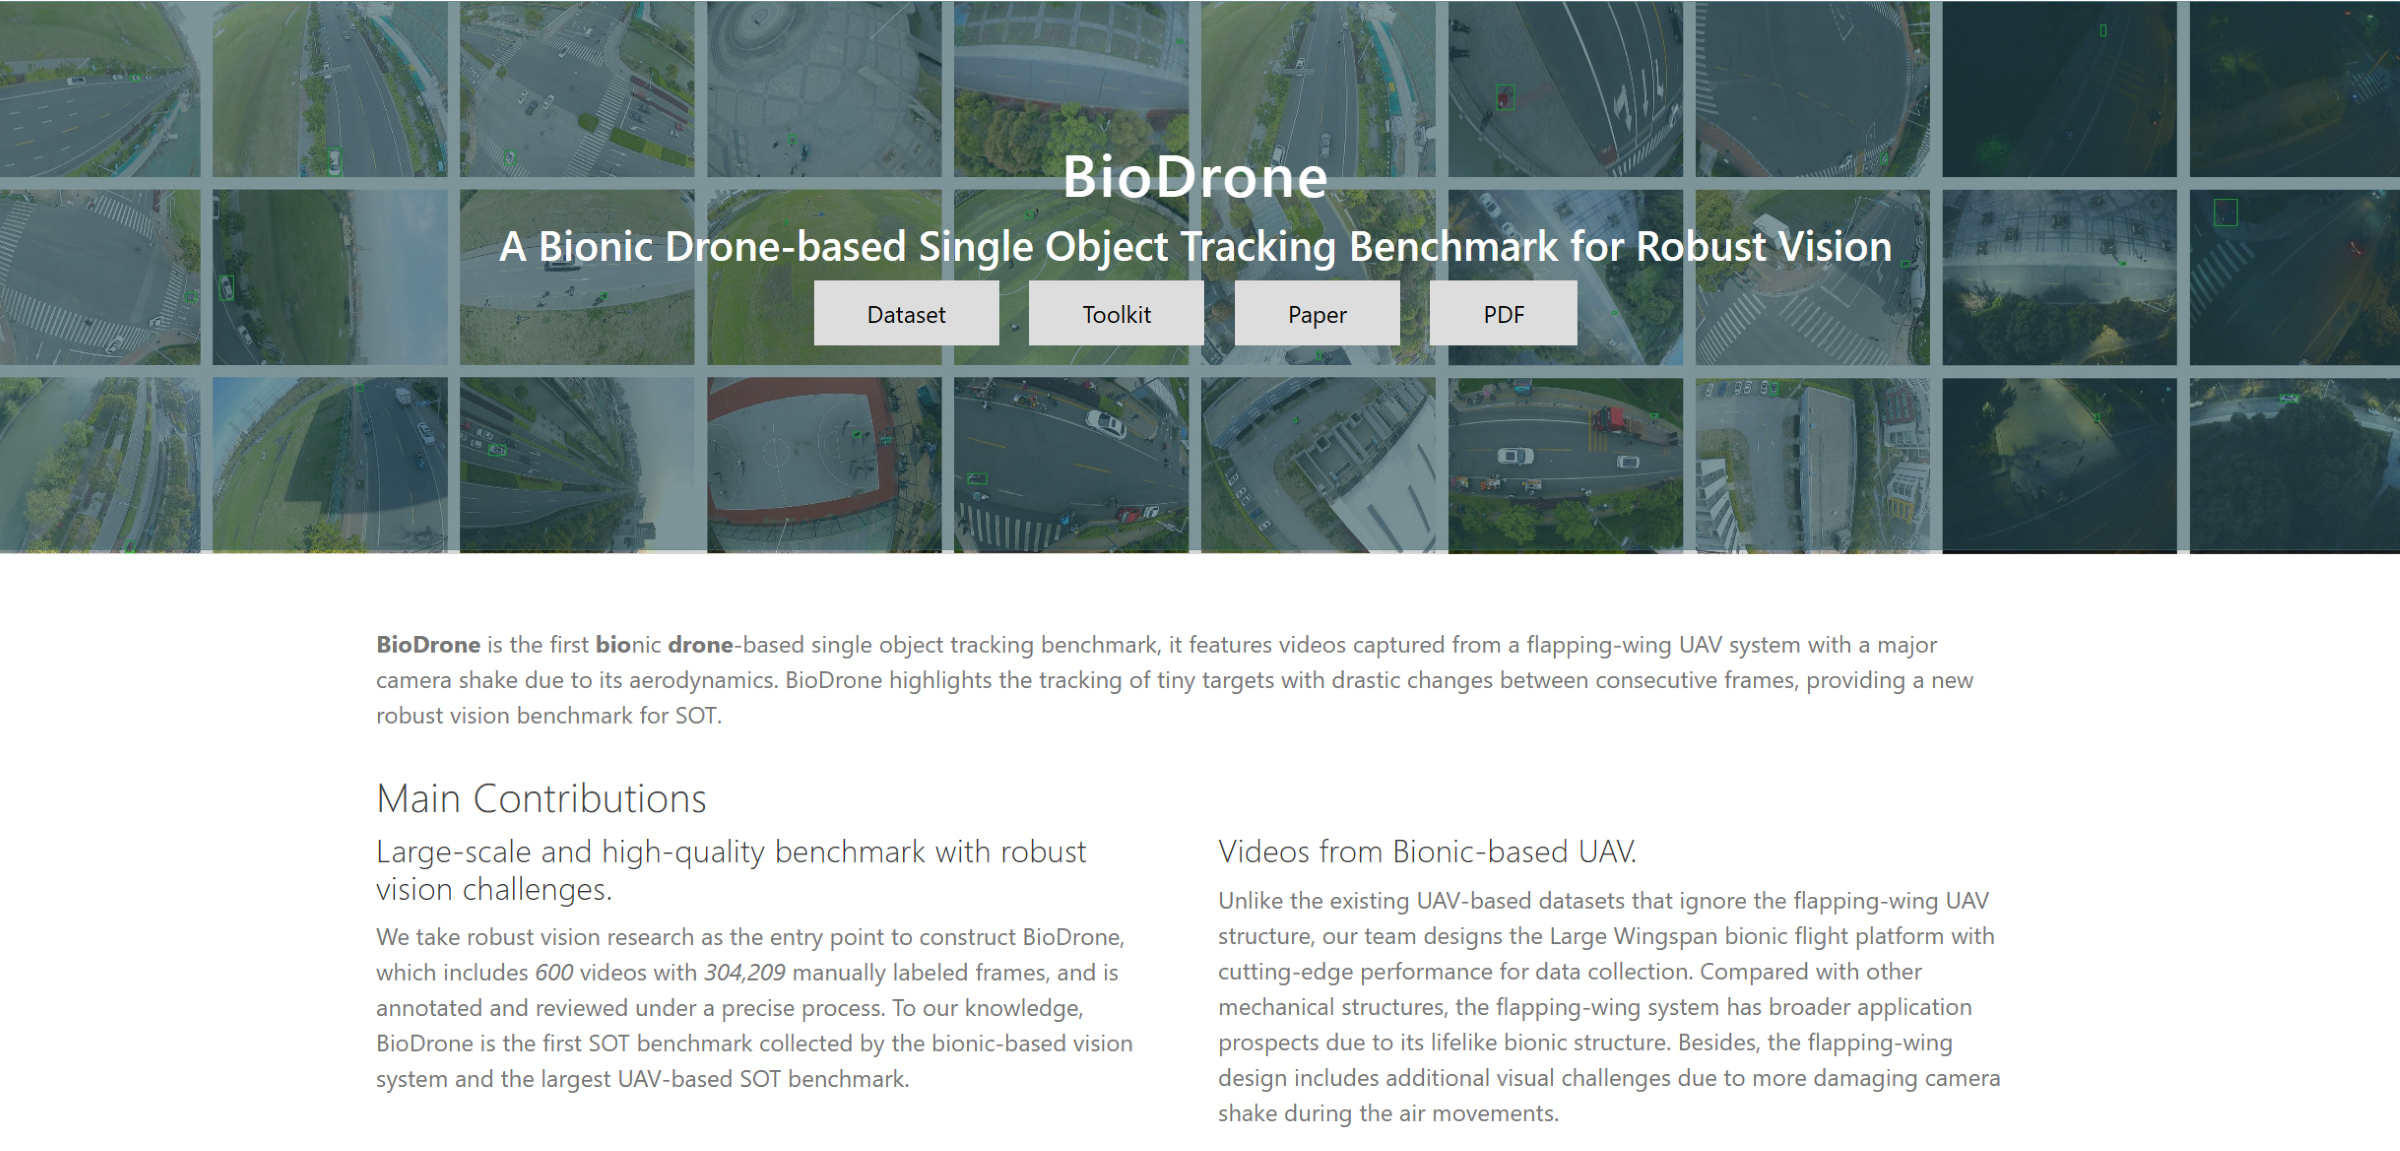 BioDrone
A Bionic Drone-based Single Object Tracking Benchmark for Robust Vision
Dataset
Toolkit
Paper
PDF
BioDrone is the first bionic drone-based single object tracking benchmark, it features videos captured from a flapping-wing UAV system with a major
camera shake due to its aerodynamics. BioDrone highlights the tracking of tiny targets with drastic changes between consecutive frames, providing a new
robust vision benchmark for SOT.
Main Contributions
Large-scale and high-quality benchmark with robust
vision challenges.
We take robust vision research as the entry point to construct BioDrone,
which includes 600 videos with 304,209 manually labeled frames, and is
annotated and reviewed under a precise process. To our knowledge,
BioDrone is the first SOT benchmark collected by the bionic-based vision
system and the largest UAV-based SOT benchmark.
Videos from Bionic-based UAV.
Unlike the existing UAV-based datasets that ignore the flapping-wing UAV
structure, our team designs the Large Wingspan bionic flight platform with
cutting-edge performance for data collection. Compared with other
mechanical structures, the flapping-wing system has broader application
prospects due to its lifelike bionic structure. Besides, the flapping-wing
design includes additional visual challenges due to more damaging camera
shake during the air movements.